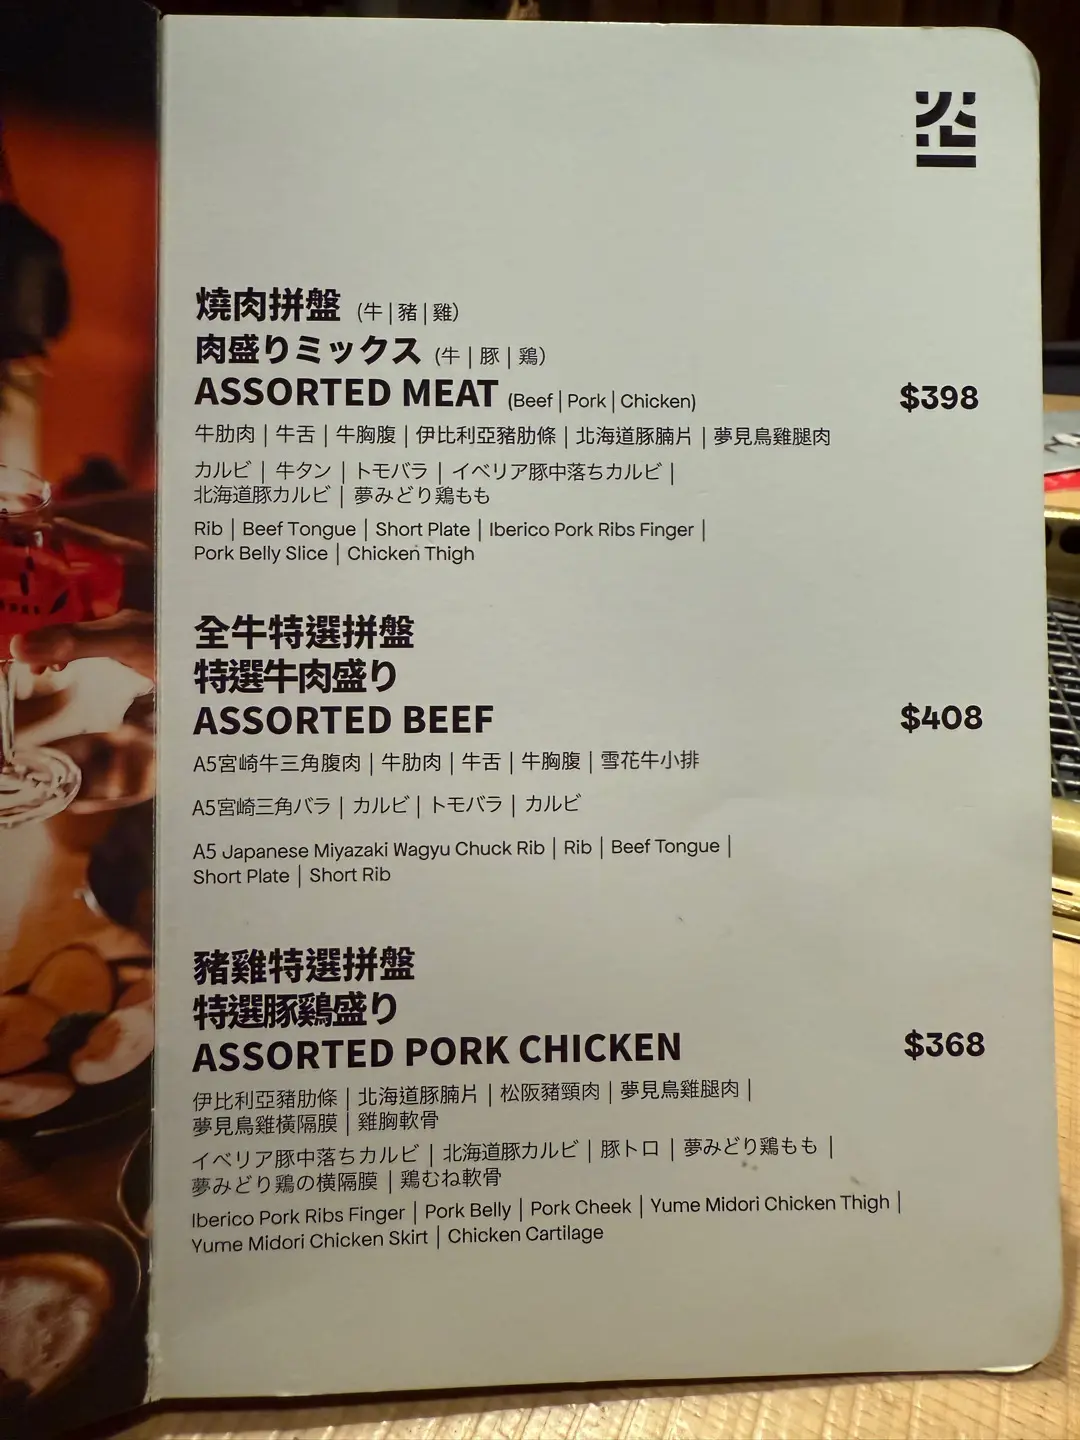 燒肉拼盤 (牛 | 豬 | 雞)
肉盛りミックス (牛 | 豚 | 鶏)
ASSORTED MEAT (Beef | Pork | Chicken) $398
牛肋肉 | 牛舌 | 牛胸腹 | 伊比利亞豬肋條 | 北海道豚腩片 | 夢見鳥雞腿肉
カルビ | 牛タン | トモバラ | イベリア豚中落ちカルビ |
北海道豚カルビ | 夢みどり鶏もも
Rib | Beef Tongue | Short Plate | Iberico Pork Ribs Finger |
Pork Belly Slice | Chicken Thigh
全牛特選拼盤
特選牛肉盛り
ASSORTED BEEF $408
A5宮崎牛三角腹肉 | 牛肋肉 | 牛舌 | 牛胸腹 | 雪花牛小排
A5宮崎三角バラ | カルビ | トモバラ | カルビ
A5 Japanese Miyazaki Wagyu Chuck Rib | Rib | Beef Tongue |
Short Plate | Short Rib
豬雞特選拼盤
特選豚鶏盛り
ASSORTED PORK CHICKEN $368
伊比利亞豬肋條 | 北海道豚腩片 | 松阪豬頸肉 | 夢見鳥雞腿肉 |
夢見鳥雞橫隔膜 | 雞胸軟骨
イベリア豚中落ちカルビ | 北海道豚カルビ | 豚トロ | 夢みどり鶏もも |
夢みどり鶏の横隔膜 | 鶏むね軟骨
Iberico Pork Ribs Finger | Pork Belly | Pork Cheek | Yume Midori Chicken Thigh |
Yume Midori Chicken Skirt | Chicken Cartilage